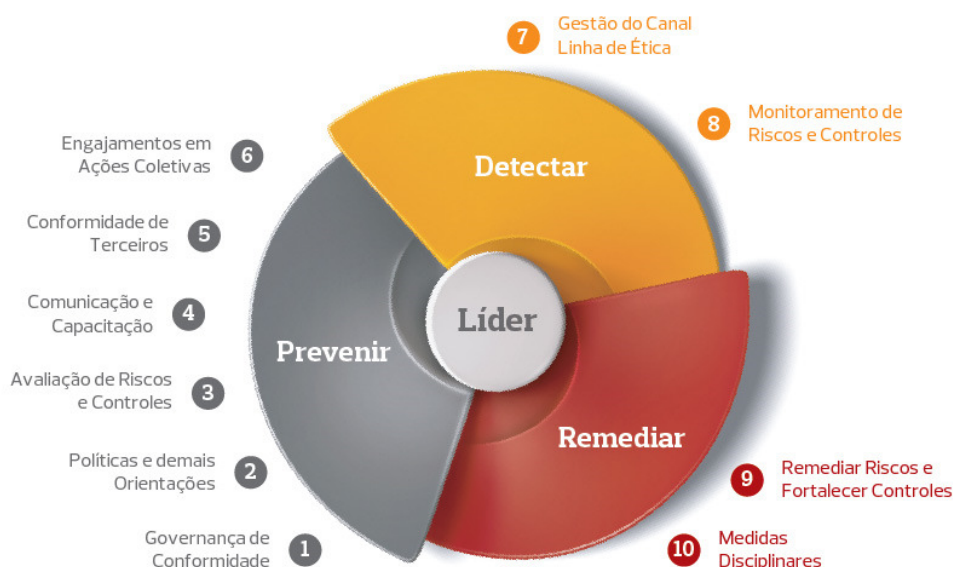 7
Gestão do Canal
Linha de Ética
8
Monitoramento de
Riscos e Controles
Detectar
Engajamentos em
Ações Coletivas
6
Conformidade de
Terceiros
5
Comunicação e
Capacitação
4
Avaliação de Riscos
e Controles
3
Políticas e demais
Orientações
2
Governança de
Conformidade
1
Prevenir
Líder
Remediar
9
Remediar Riscos e
Fortalecer Controles
10
Medidas
Disciplinares